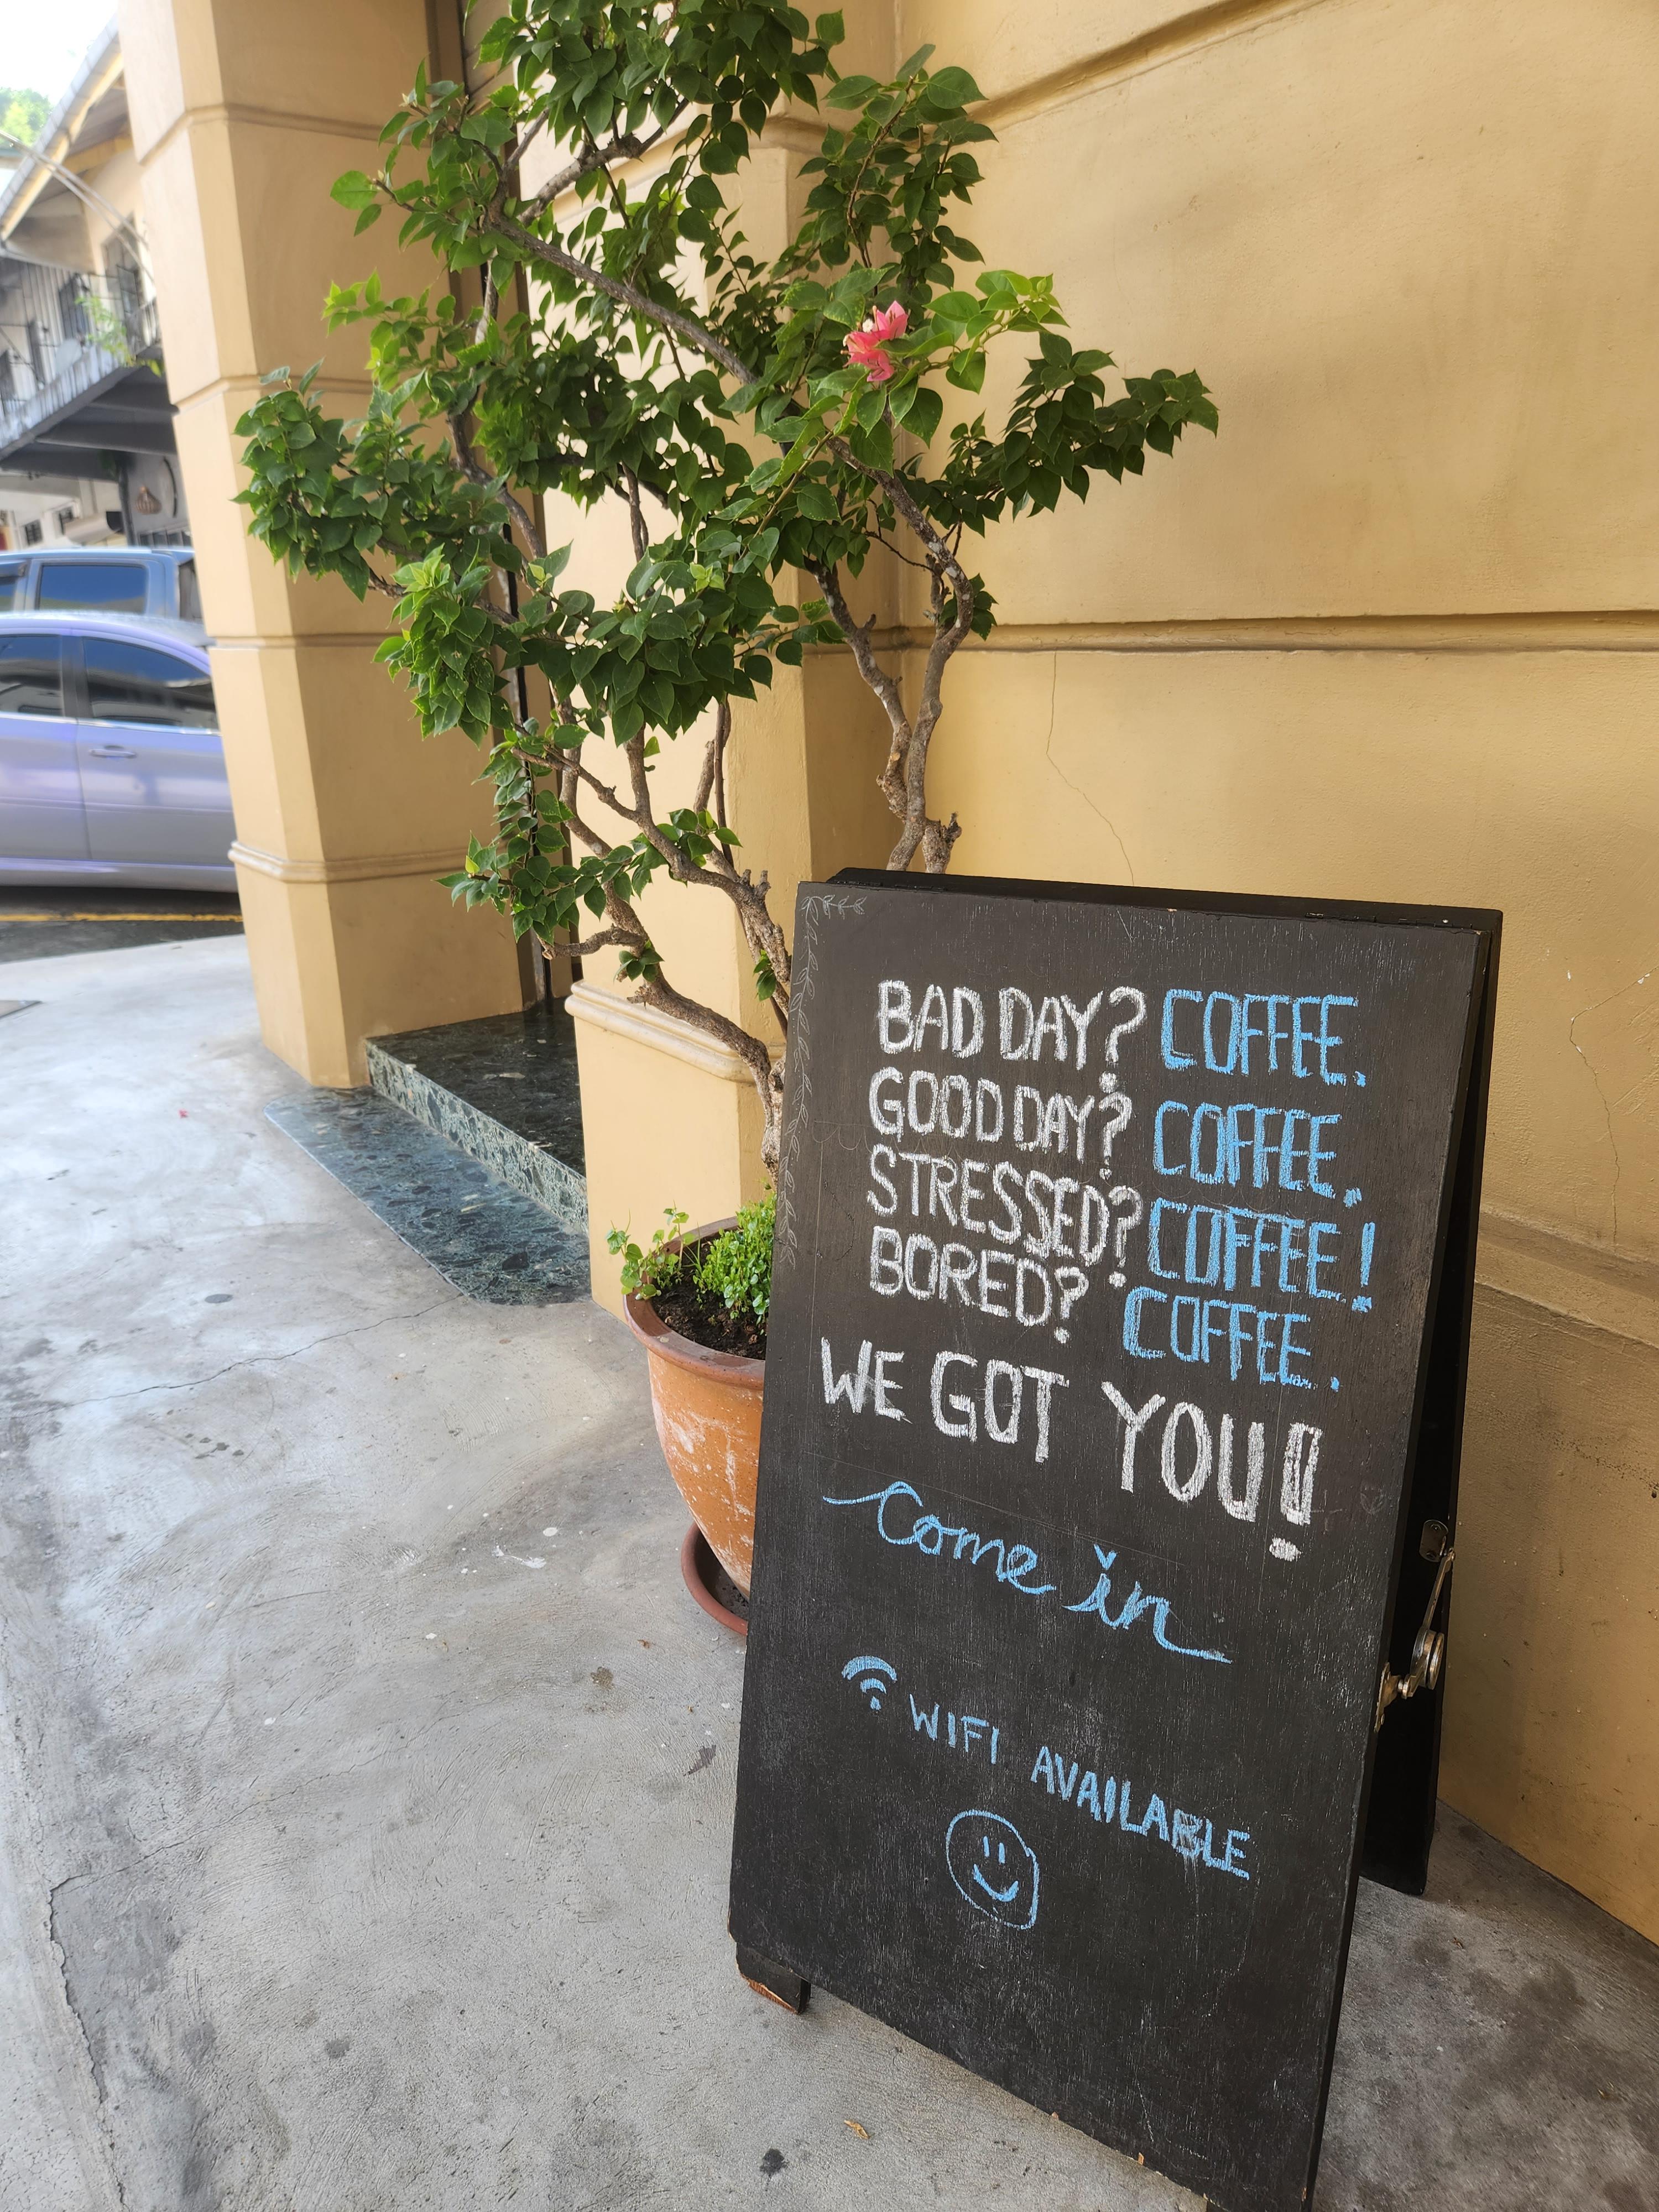 BAD DAY? COFFEE.
GOOD DAY? COFFEE.
STRESSED? COFFEE!
BORED? COFFEE.
WE GOT YOU!
Come in
WIFI AVAILABLE